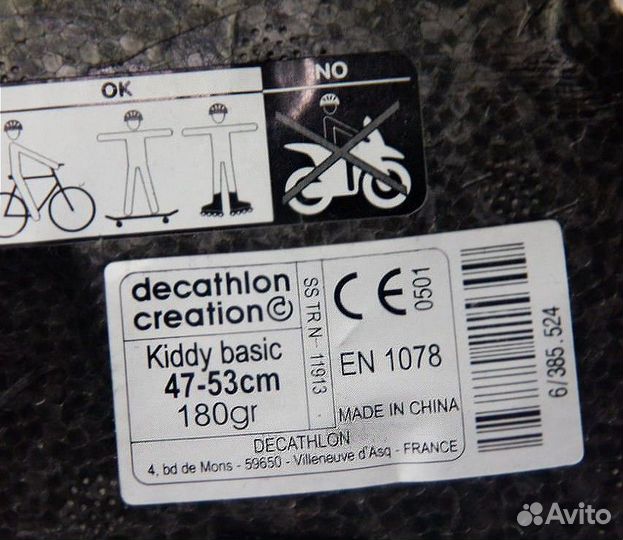 OK
NO
decathlon
creation
Kiddy basic
47-53cm
180gr
SS TR N- 11913 -
CE
0501
EN 1078
MADE IN CHINA
DECATHLON
4, bd de Mons - 59650 - Villeneuve d'Asq - FRANCE
6/385.524
Avito